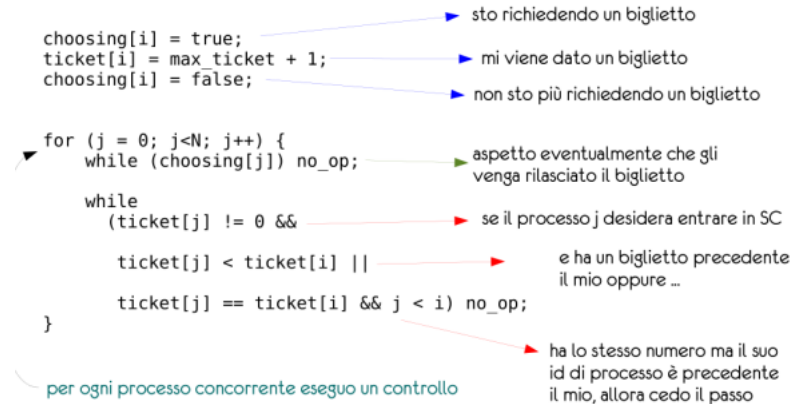 choosing[i] = true;
sto richiedendo un biglietto
ticket[i] = max_ticket + 1;
mi viene dato un biglietto
choosing[i] = false;
non sto più richiedendo un biglietto
for (j = 0; j<N; j++) {
while (choosing[j]) no_op;
aspetto eventualmente che gli
venga rilasciato il biglietto
while
(ticket[j] != 0 &&
se il processo j desidera entrare in SC
ticket[j] < ticket[i] ||
e ha un biglietto precedente
il mio oppure ...
ticket[j] == ticket[i] && j < i) no_op;
}
ha lo stesso numero ma il suo
id di processo è precedente
il mio, allora cedo il passo
per ogni processo concorrente eseguo un controllo